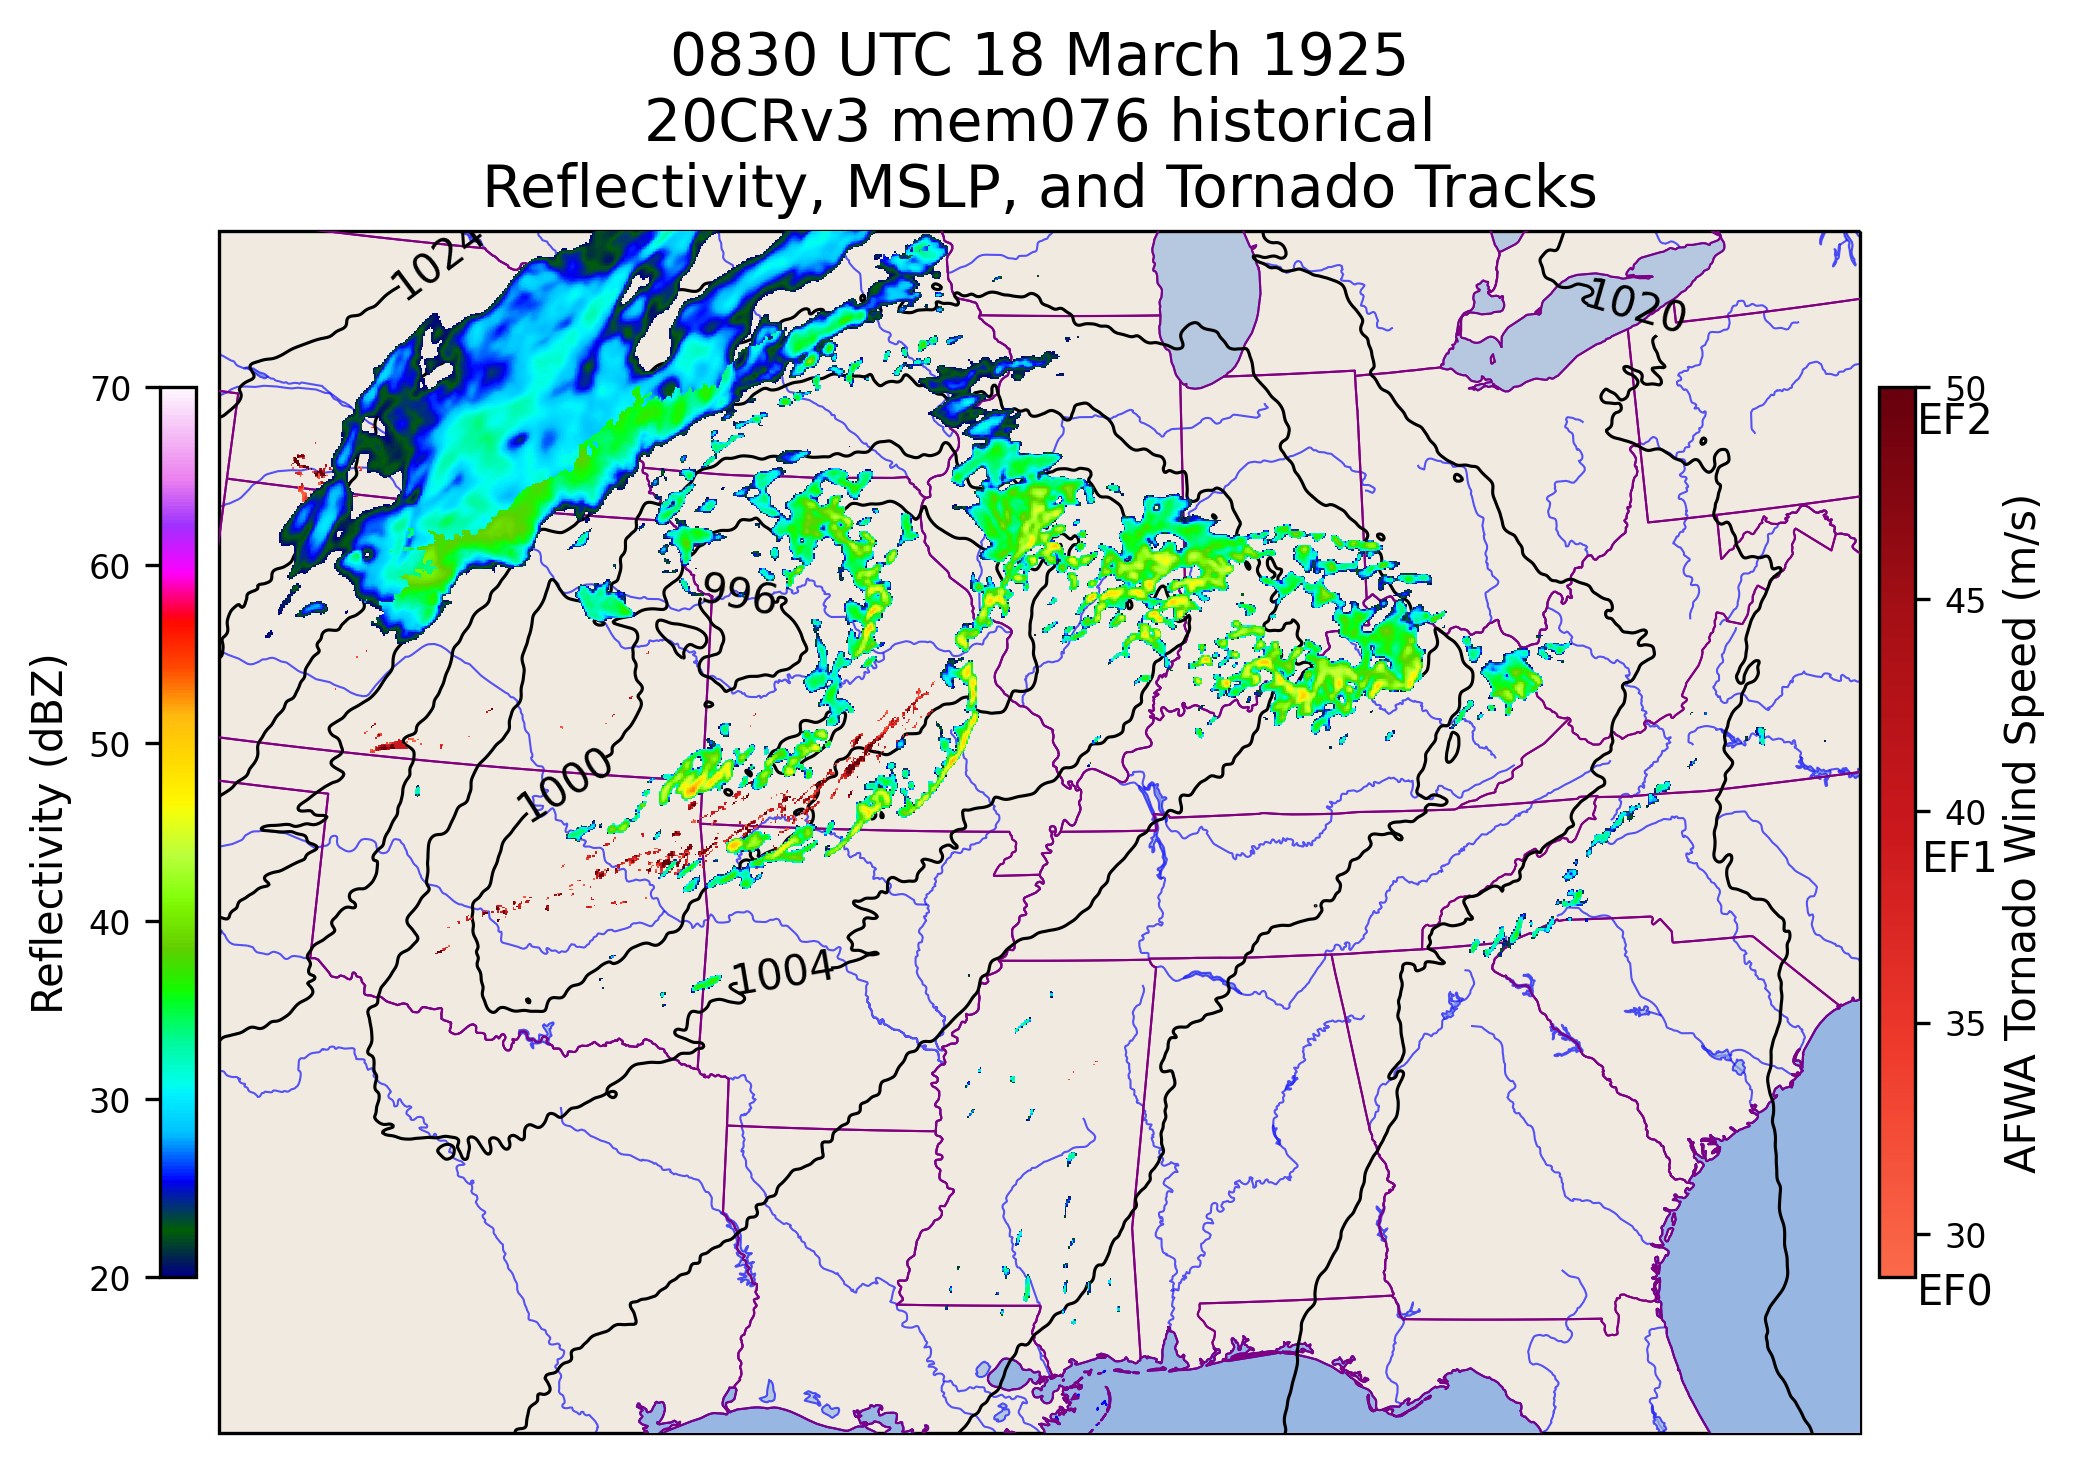 0830 UTC 18 March 1925
20CRv3 mem076 historical
Reflectivity, MSLP, and Tornado Tracks
1024
1020
996
1000
1004
70
60
50
40
30
20
Reflectivity (dBZ)
50
EF2
45
40
EF1
35
30
EF0
AFWA Tornado Wind Speed (m/s)